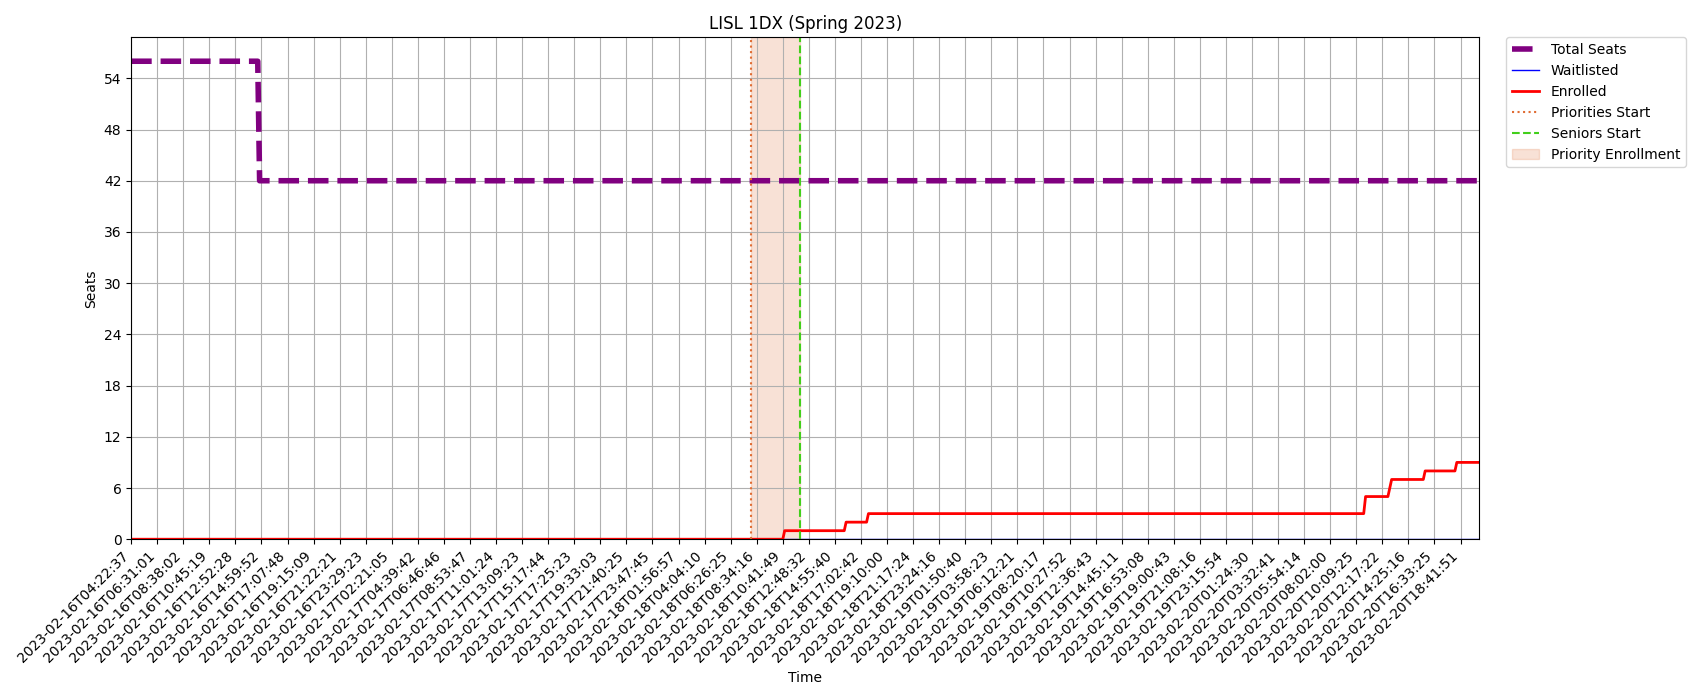 LISL 1DX (Spring 2023)
Total Seats
Waitlisted
Enrolled
Priorities Start
Seniors Start
Priority Enrollment
Seats
54
48
42
36
30
24
18
12
6
0
2023-02-16T04:22:37
2023-02-16T06:31:01
2023-02-16T08:38:02
2023-02-16T10:45:19
2023-02-16T12:52:28
2023-02-16T14:59:52
2023-02-16T17:07:48
2023-02-16T19:15:09
2023-02-16T21:22:21
2023-02-16T23:29:23
2023-02-17T02:21:05
2023-02-17T04:39:42
2023-02-17T06:46:46
2023-02-17T08:53:47
2023-02-17T11:01:24
2023-02-17T13:09:23
2023-02-17T15:17:44
2023-02-17T17:25:23
2023-02-17T19:33:03
2023-02-17T21:40:25
2023-02-17T23:47:45
2023-02-18T01:56:57
2023-02-18T04:04:10
2023-02-18T06:26:25
2023-02-18T08:34:16
2023-02-18T10:41:49
2023-02-18T12:48:32
2023-02-18T14:55:40
2023-02-18T17:02:42
2023-02-18T19:10:00
2023-02-18T21:17:24
2023-02-18T23:24:16
2023-02-19T01:50:40
2023-02-19T03:58:23
2023-02-19T06:12:21
2023-02-19T08:20:17
2023-02-19T10:27:52
2023-02-19T12:36:43
2023-02-19T14:45:11
2023-02-19T16:53:08
2023-02-19T19:00:43
2023-02-19T21:08:16
2023-02-19T23:15:54
2023-02-20T01:24:30
2023-02-20T03:32:41
2023-02-20T05:54:14
2023-02-20T08:02:00
2023-02-20T10:09:25
2023-02-20T12:17:22
2023-02-20T14:25:16
2023-02-20T16:33:25
2023-02-20T18:41:51
Time